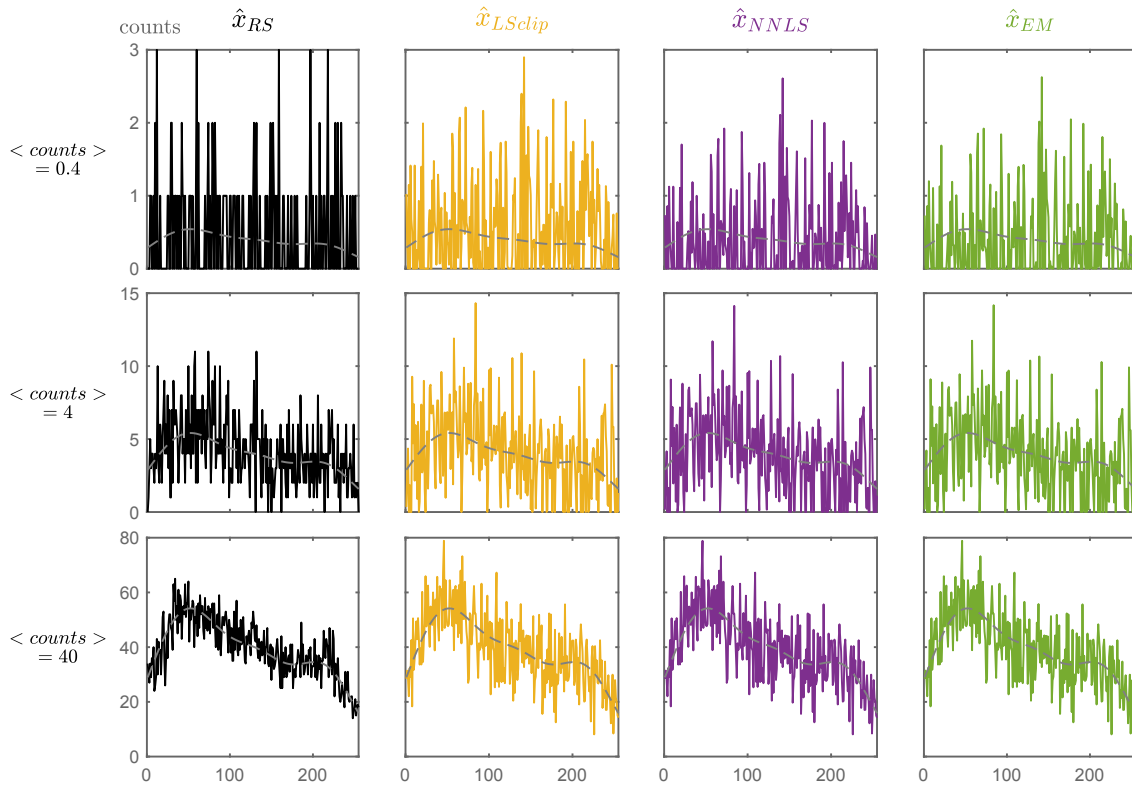 counts
x̂_RS
x̂_LSclip
x̂_NNLS
x̂_EM
3
2
1
0
< counts >
= 0.4
15
10
5
0
< counts >
= 4
80
60
40
20
0
< counts >
= 40
0 100 200 0 100 200 0 100 200 0 100 200